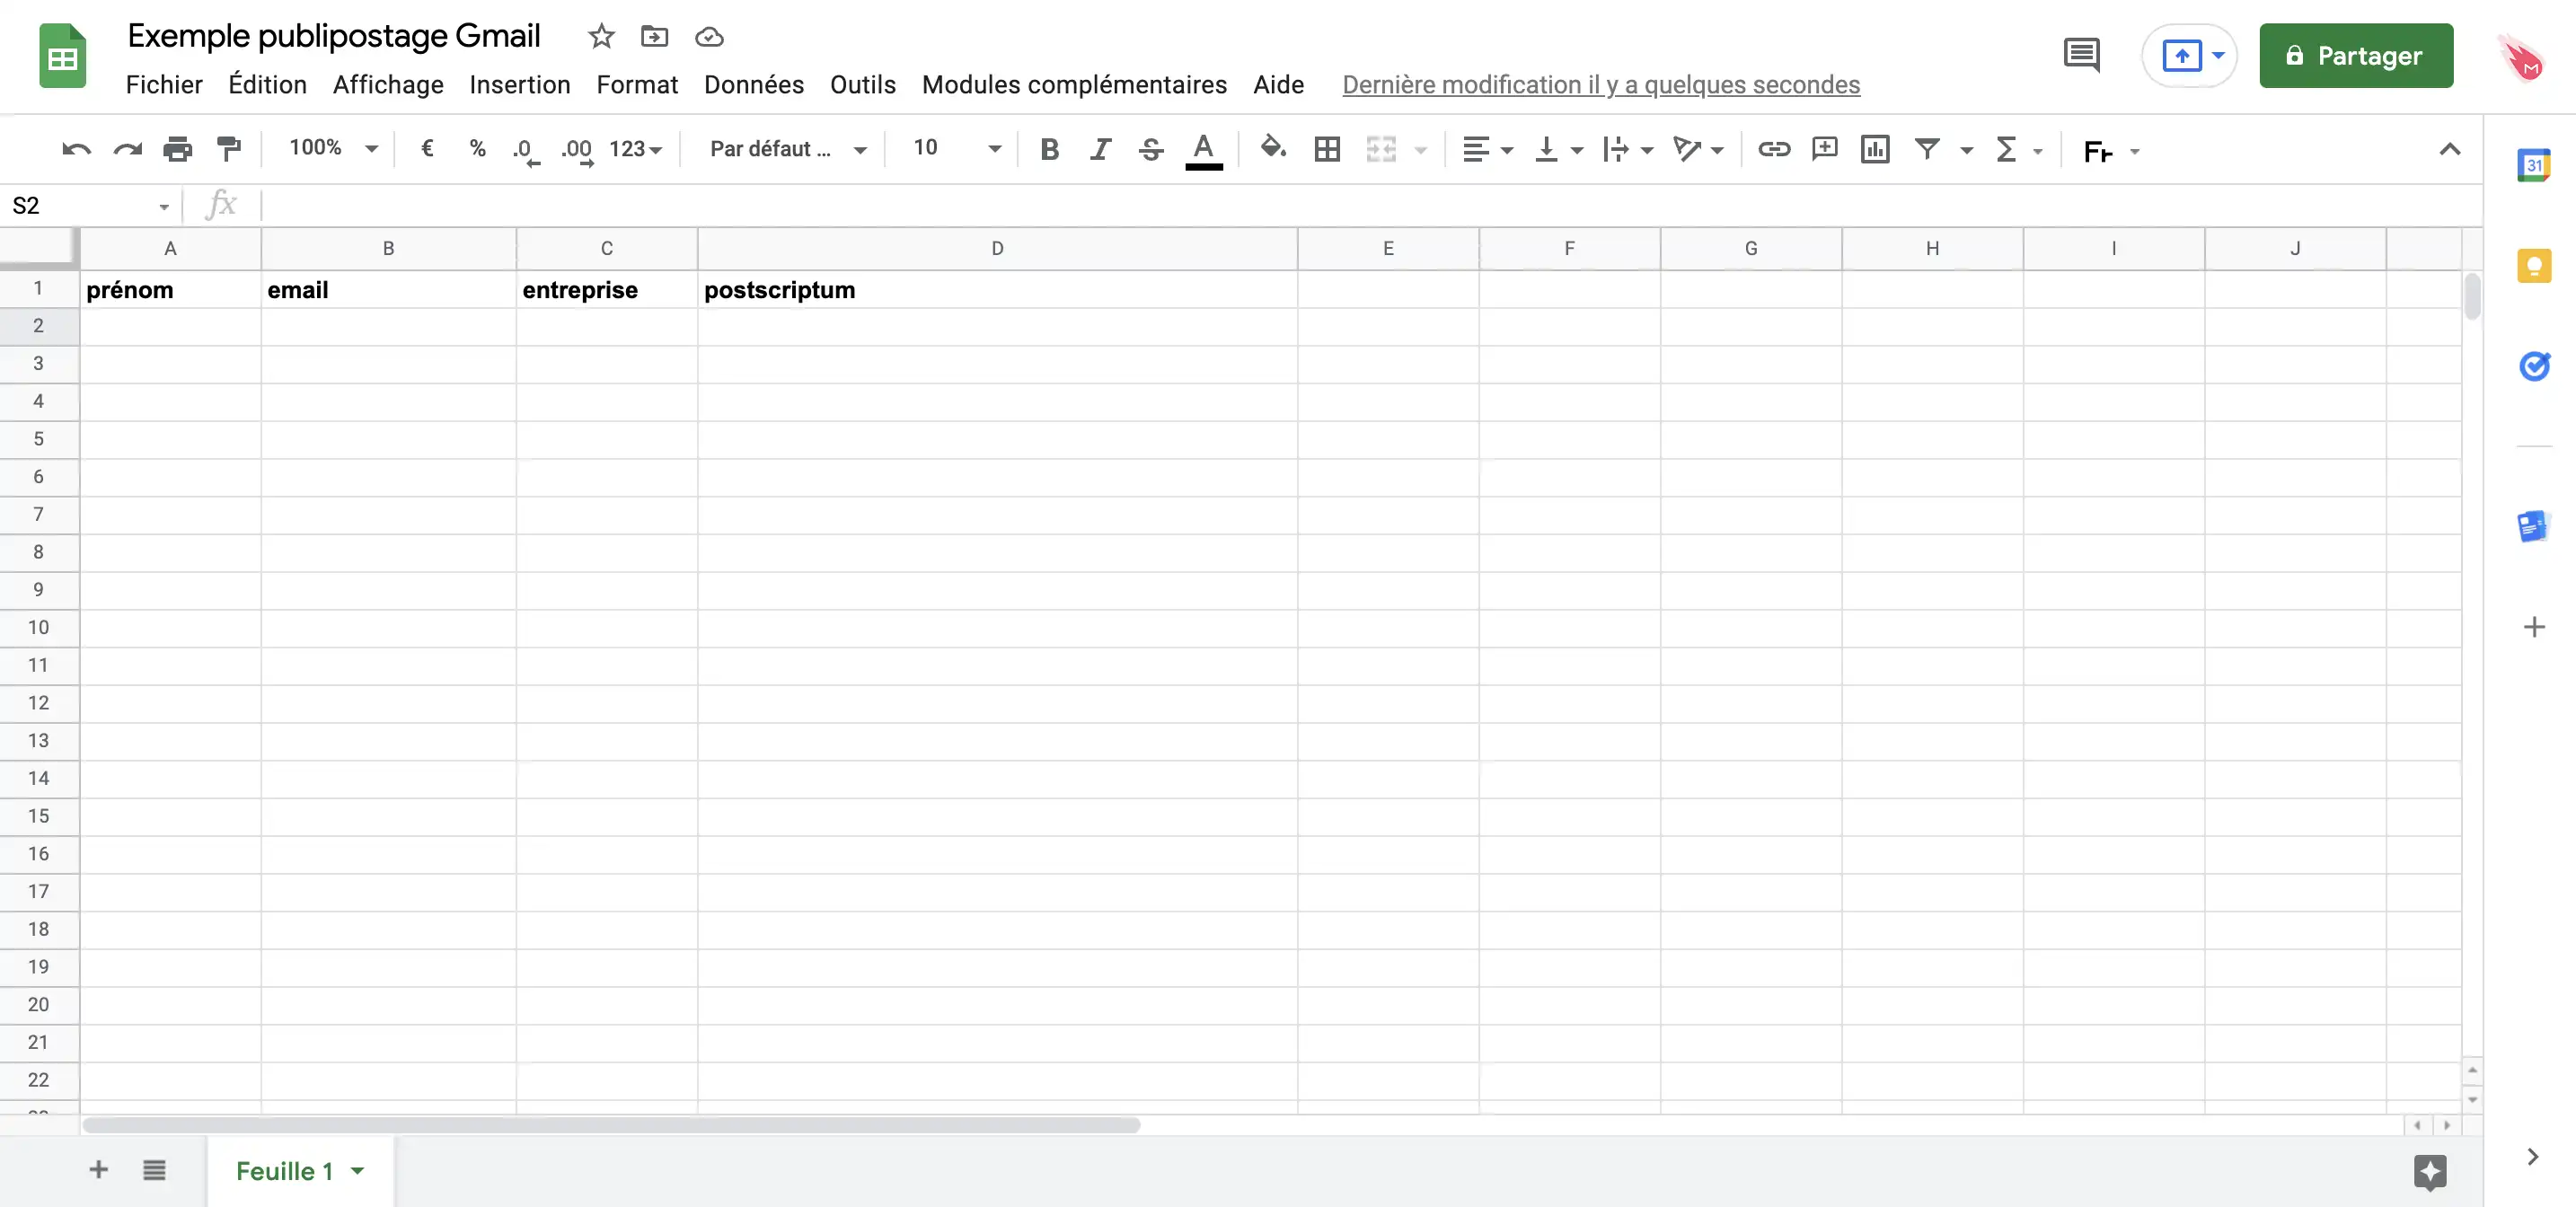 Exemple publipostage Gmail
Fichier Édition Affichage Insertion Format Données Outils Modules complémentaires Aide Dernière modification il y a quelques secondes
Partager
100% € % .0 .00 123 Par défaut ... 10 B I S A Σ Fr
31
S2 fx
A B C D E F G H I J
1 prénom email entreprise postscriptum
2
3
4
5
6
7
8
9
10
11
12
13
14
15
16
17
18
19
20
21
22
Feuille 1